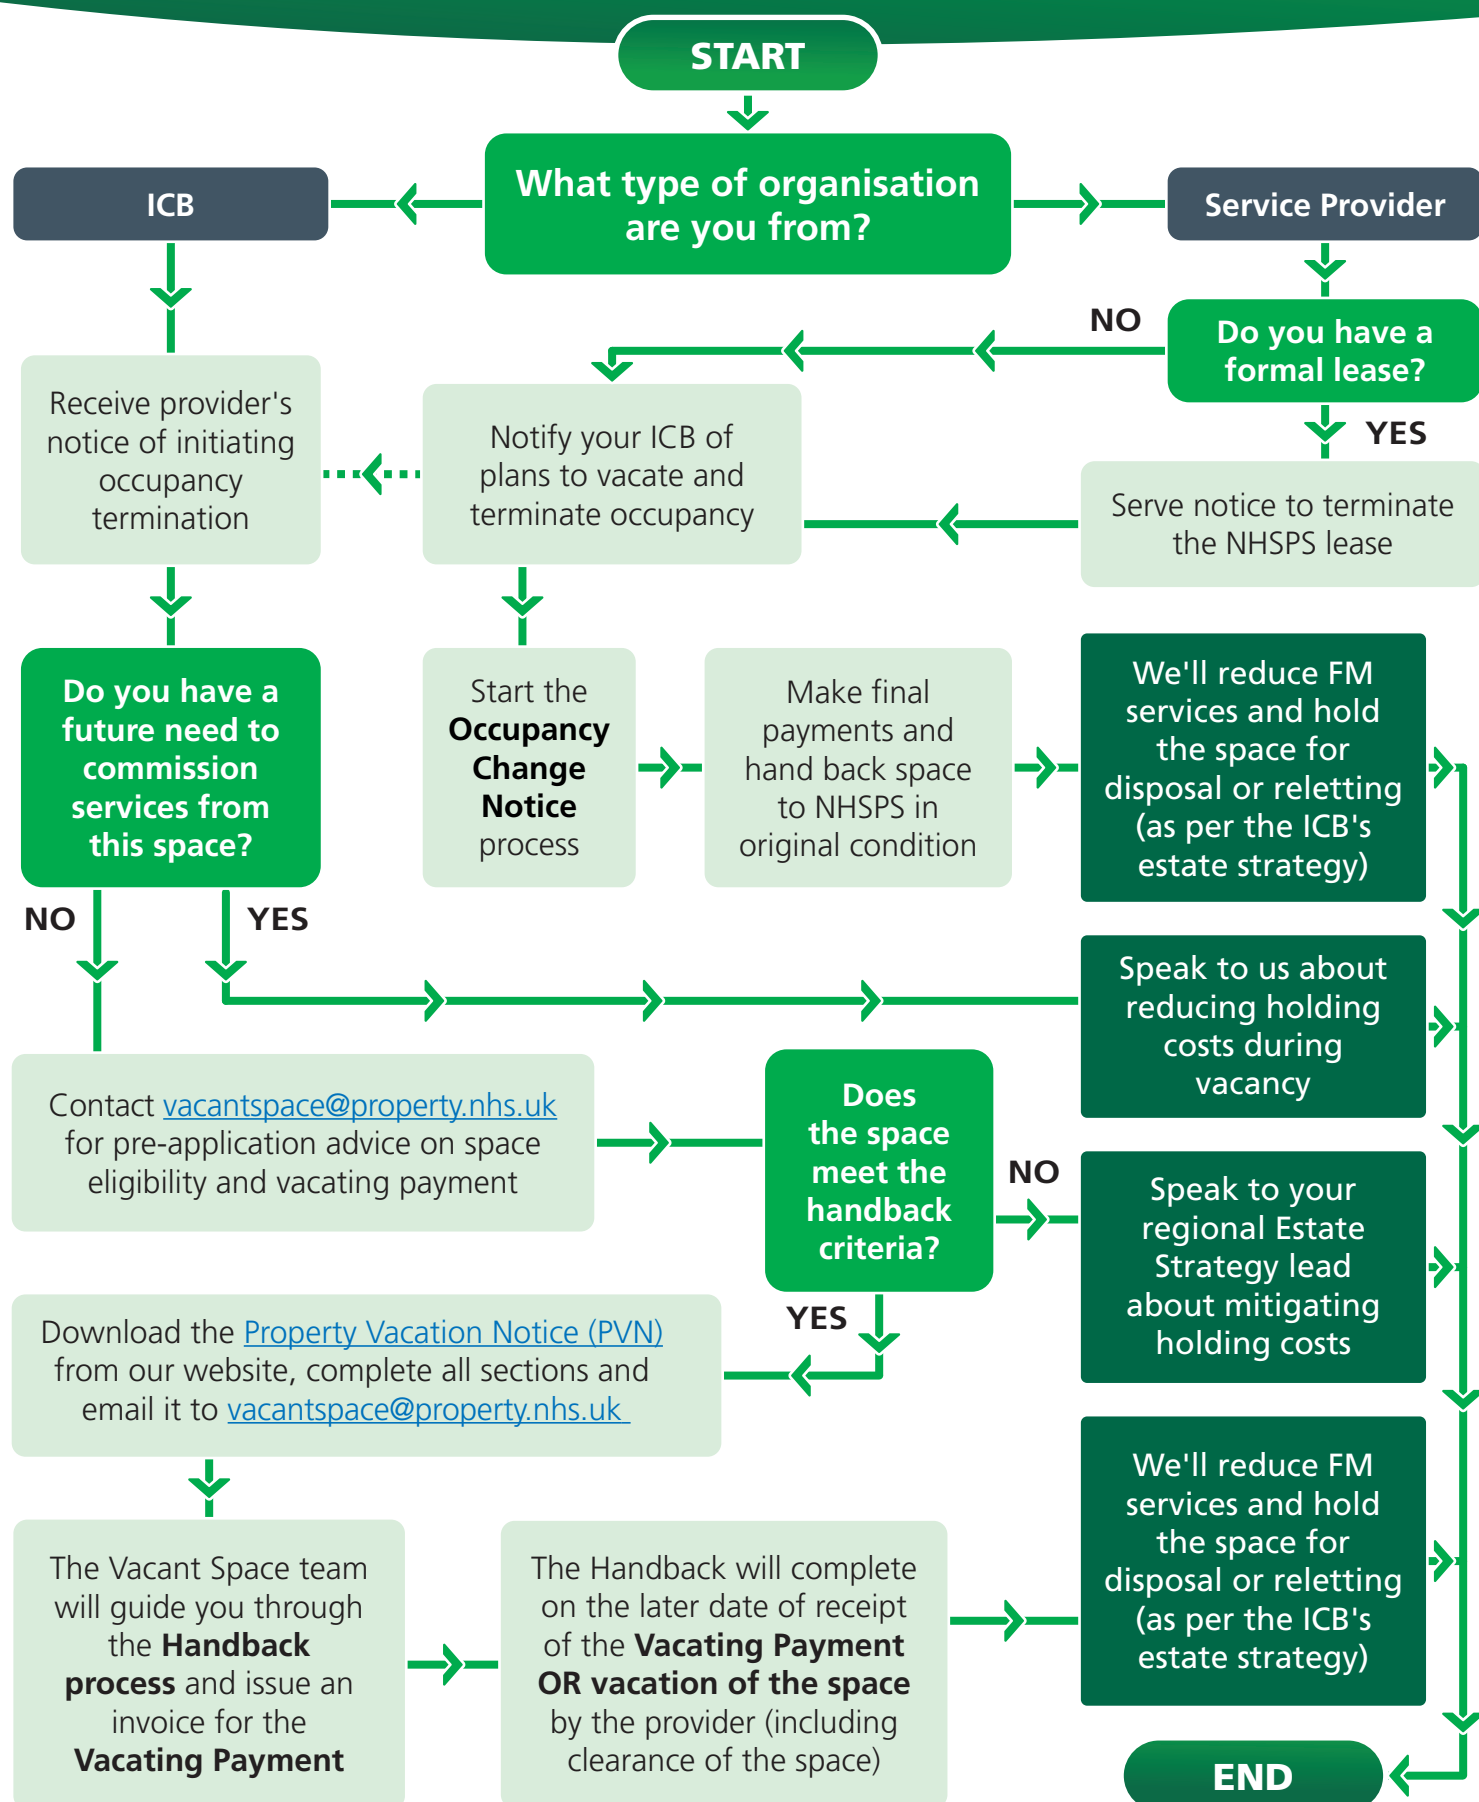 START
What type of organisation
are you from?
ICB
Service Provider
NO
Do you have a
formal lease?
YES
Receive provider's
notice of initiating
occupancy
termination
Notify your ICB of
plans to vacate and
terminate occupancy
Serve notice to terminate
the NHSPS lease
Do you have a
future need to
commission
services from
this space?
Start the
Occupancy
Change
Notice
process
Make final
payments and
hand back space
to NHSPS in
original condition
We'll reduce FM
services and hold
the space for
disposal or reletting
(as per the ICB's
estate strategy)
NO
YES
Speak to us about
reducing holding
costs during
vacancy
Contact vacantspace@property.nhs.uk
for pre-application advice on space
eligibility and vacating payment
Does
the space
meet the
handback
criteria?
NO
Speak to your
regional Estate
Strategy lead
about mitigating
holding costs
YES
Download the Property Vacation Notice (PVN)
from our website, complete all sections and
email it to vacantspace@property.nhs.uk
The Vacant Space team
will guide you through
the Handback
process and issue an
invoice for the
Vacating Payment
The Handback will complete
on the later date of receipt
of the Vacating Payment
OR vacation of the space
by the provider (including
clearance of the space)
We'll reduce FM
services and hold
the space for
disposal or reletting
(as per the ICB's
estate strategy)
END